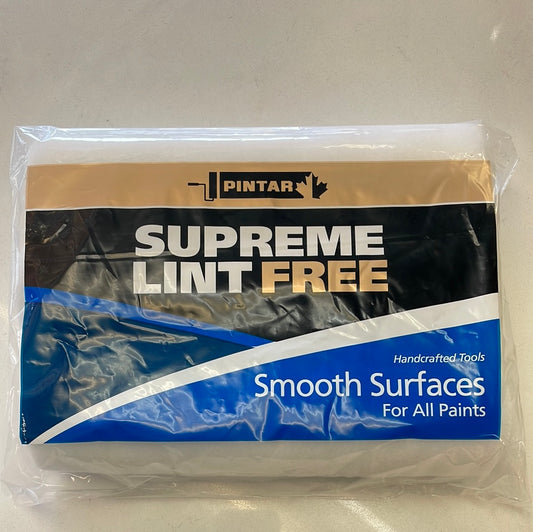 PINTAR
SUPREME
LINT FREE
Handcrafted Tools
Smooth Surfaces
For All Paints